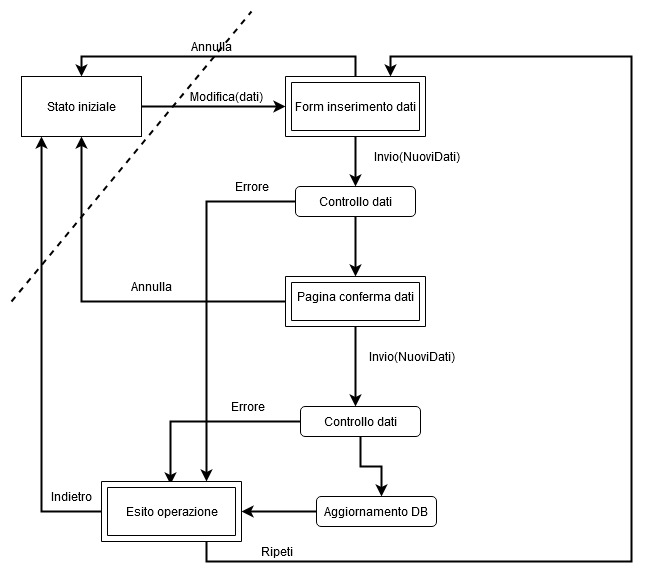 Annulla
Stato iniziale
Modifica(dati)
Form inserimento dati
Invio(NuoviDati)
Errore
Controllo dati
Annulla
Pagina conferma dati
Invio(NuoviDati)
Errore
Controllo dati
Indietro
Esito operazione
Aggiornamento DB
Ripeti